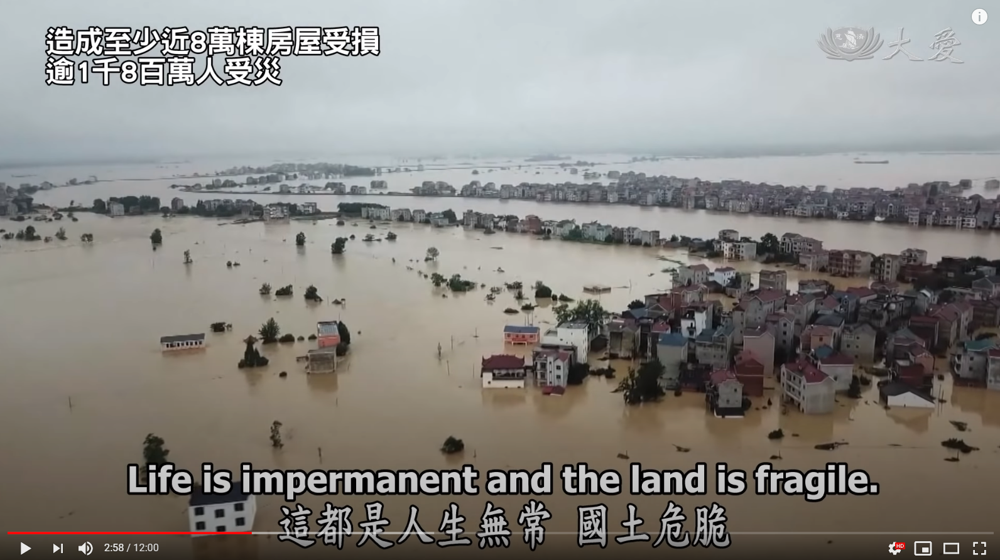 造成至少近8萬棟房屋受損
逾1千8百萬人受災
大愛
Life is impermanent and the land is fragile.
這都是人生無常 國土危脆
2:58 / 12:00
HD